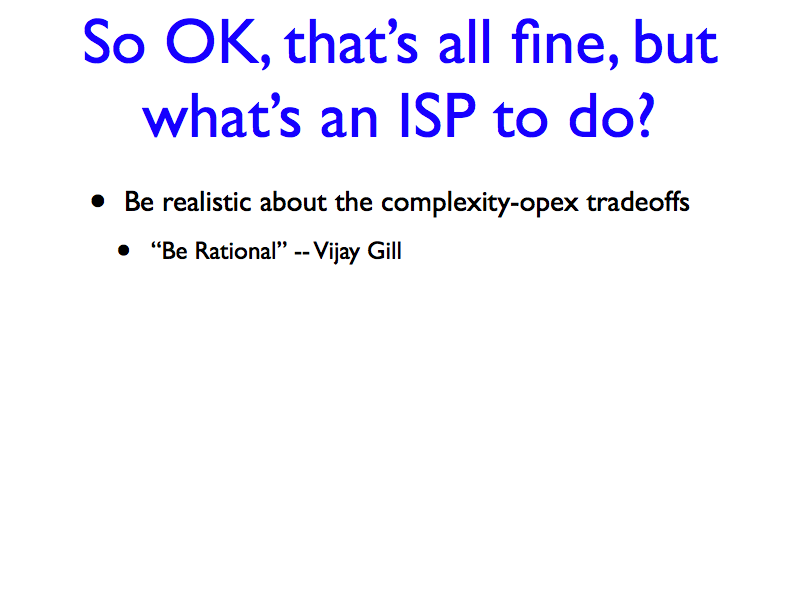 So OK, that’s all fine, but
what’s an ISP to do?
• Be realistic about the complexity-opex tradeoffs
• “Be Rational” -- Vijay Gill